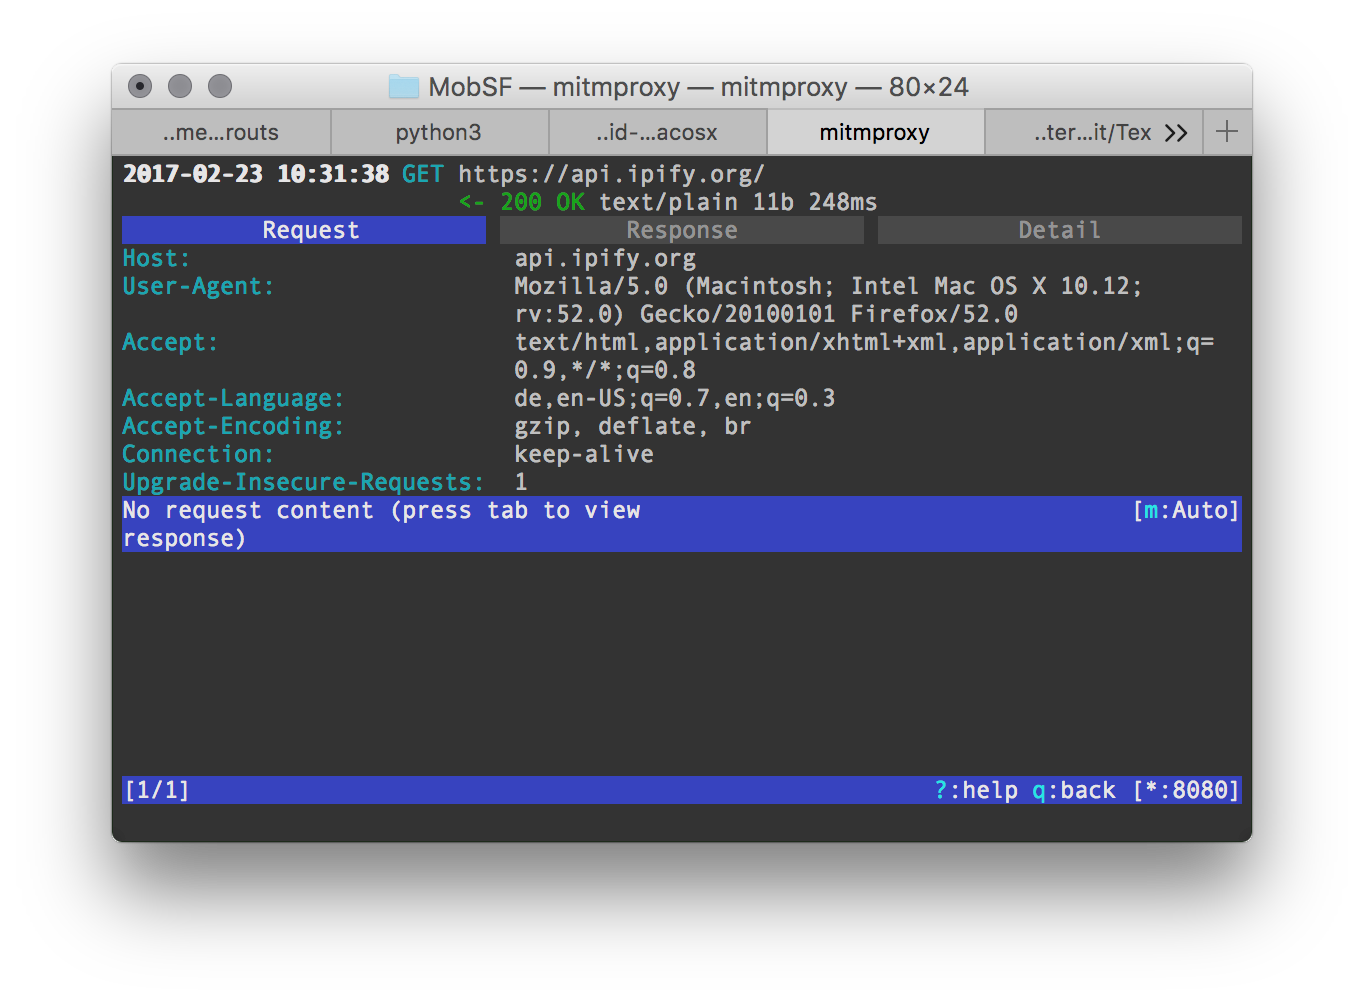 MobSF — mitmproxy — mitmproxy — 80×24
..me...routs python3 ..id-...acosx mitmproxy ..ter...it/Tex
2017-02-23 10:31:38 GET https://api.ipify.org/
<- 200 OK text/plain 11b 248ms
Request Response Detail
Host: api.ipify.org
User-Agent: Mozilla/5.0 (Macintosh; Intel Mac OS X 10.12;
rv:52.0) Gecko/20100101 Firefox/52.0
Accept: text/html,application/xhtml+xml,application/xml;q=
0.9,*/*;q=0.8
Accept-Language: de,en-US;q=0.7,en;q=0.3
Accept-Encoding: gzip, deflate, br
Connection: keep-alive
Upgrade-Insecure-Requests: 1
No request content (press tab to view [m:Auto]
response)
[1/1] ?:help q:back [*:8080]